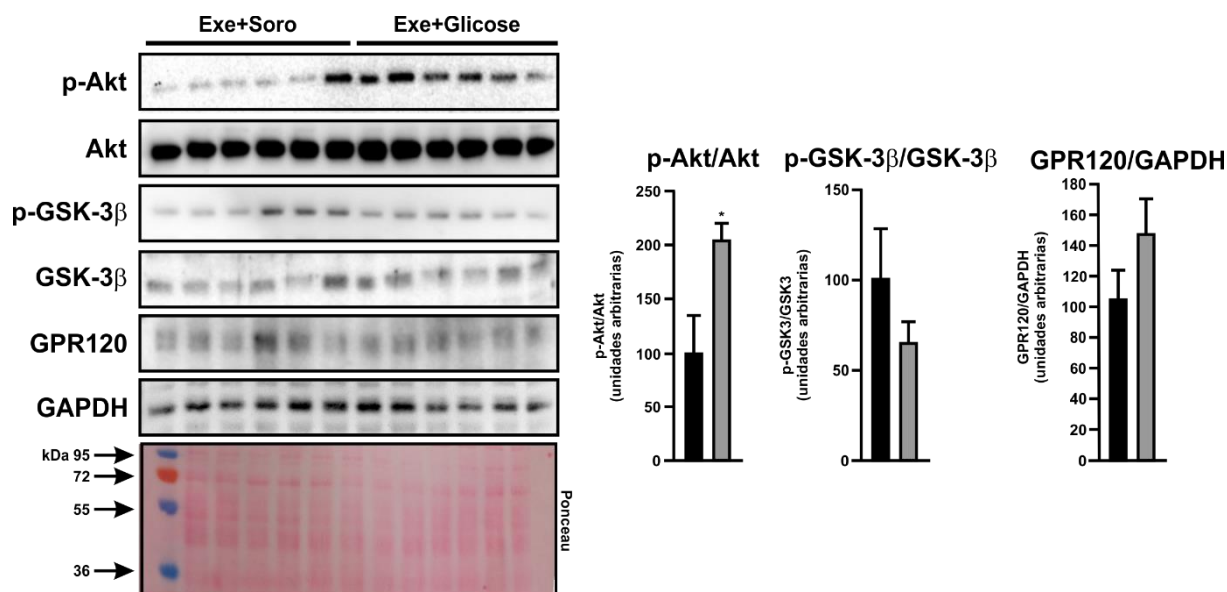 Exe+Soro
Exe+Glicose
p-Akt
Akt
p-GSK-3β
GSK-3β
GPR120
GAPDH
kDa 95
72
55
36
Ponceau
p-Akt/Akt
p-Akt/Akt
(unidades arbitrarias)
250
200
150
100
50
0
*
p-GSK-3β/GSK-3β
p-GSK3/GSK3
(unidades arbitrarias)
150
100
50
0
GPR120/GAPDH
GPR120/GAPDH
(unidades arbitrarias)
180
160
140
120
100
80
60
40
20
0